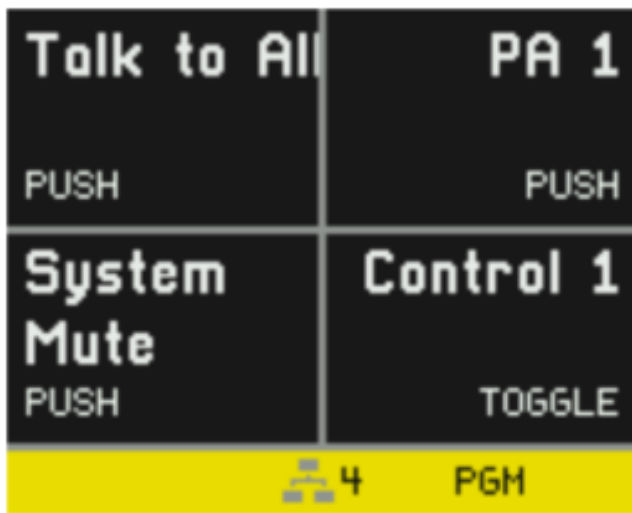 Talk to All
PUSH
PA 1
PUSH
System
Mute
PUSH
Control 1
TOGGLE
4 PGM